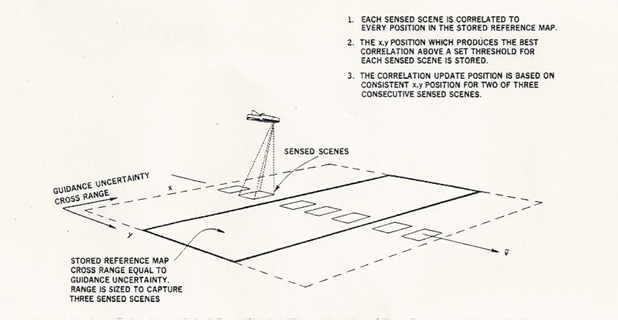 1. EACH SENSED SCENE IS CORRELATED TO
EVERY POSITION IN THE STORED REFERENCE MAP.
2. THE x.y POSITION WHICH PRODUCES THE BEST
CORRELATION ABOVE A SET THRESHOLD FOR
EACH SENSED SCENE IS STORED.
3. THE CORRELATION UPDATE POSITION IS BASED ON
CONSISTENT x,y POSITION FOR TWO OF THREE
CONSECUTIVE SENSED SCENES.
SENSED SCENES
GUIDANCE UNCERTAINTY
CROSS RANGE
x
y
v̄
STORED REFERENCE MAP
CROSS RANGE EQUAL TO
GUIDANCE UNCERTAINTY.
RANGE IS SIZED TO CAPTURE
THREE SENSED SCENES